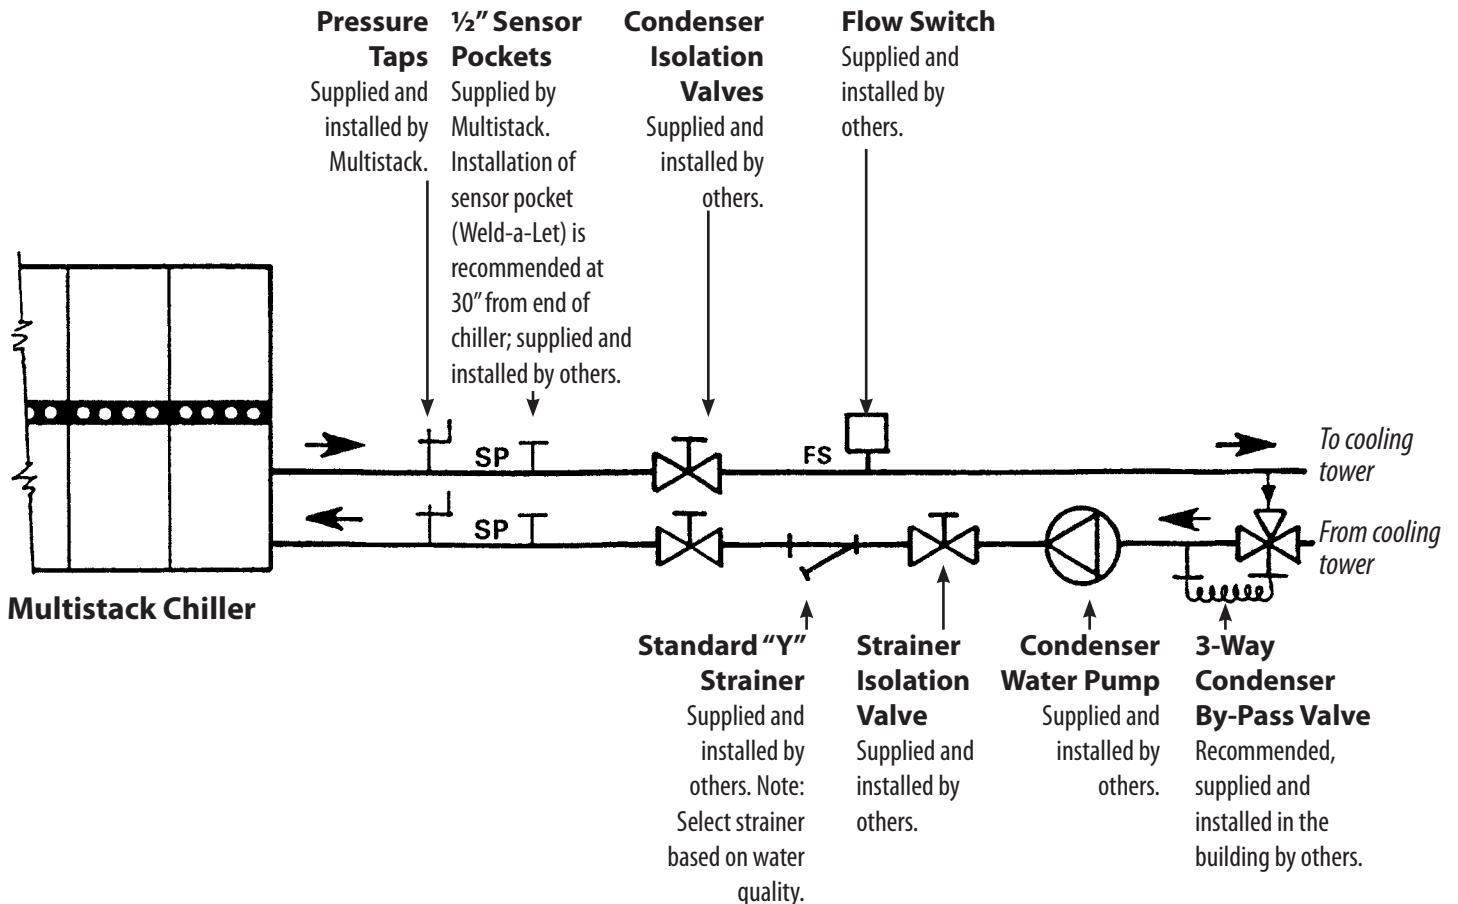 Pressure
Taps
Supplied and
installed by
Multistack.
½” Sensor
Pockets
Supplied by
Multistack.
Installation of
sensor pocket
(Weld-a-Let) is
recommended at
30” from end of
chiller; supplied and
installed by others.
Condenser
Isolation
Valves
Supplied and
installed by
others.
Flow Switch
Supplied and
installed by
others.
SP
FS
To cooling
tower
SP
From cooling
tower
Multistack Chiller
Standard “Y”
Strainer
Supplied and
installed by
others. Note:
Select strainer
based on water
quality.
Strainer
Isolation
Valve
Supplied and
installed by
others.
Condenser
Water Pump
Supplied and
installed by
others.
3-Way
Condenser
By-Pass Valve
Recommended,
supplied and
installed in the
building by others.